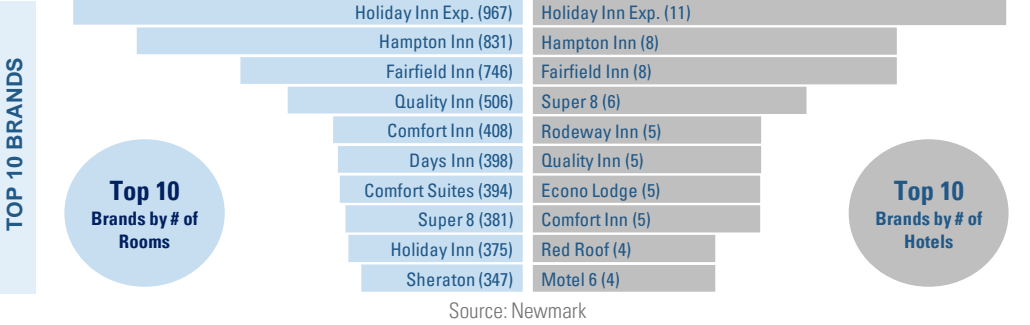 TOP 10 BRANDS
Holiday Inn Exp. (967)
Hampton Inn (831)
Fairfield Inn (746)
Quality Inn (506)
Comfort Inn (408)
Days Inn (398)
Comfort Suites (394)
Super 8 (381)
Holiday Inn (375)
Sheraton (347)
Top 10
Brands by # of
Rooms
Holiday Inn Exp. (11)
Hampton Inn (8)
Fairfield Inn (8)
Super 8 (6)
Rodeway Inn (5)
Quality Inn (5)
Econo Lodge (5)
Comfort Inn (5)
Red Roof (4)
Motel 6 (4)
Top 10
Brands by # of
Hotels
Source: Newmark